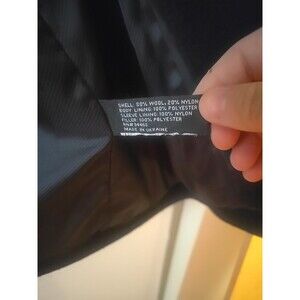 SHELL: 80% WOOL, 20% NYLON
BODY LINING: 100% POLYESTER
SLEEVE LINING: 100% NYLON
FILLER: 100% POLYESTER
MADE IN UKRAINE